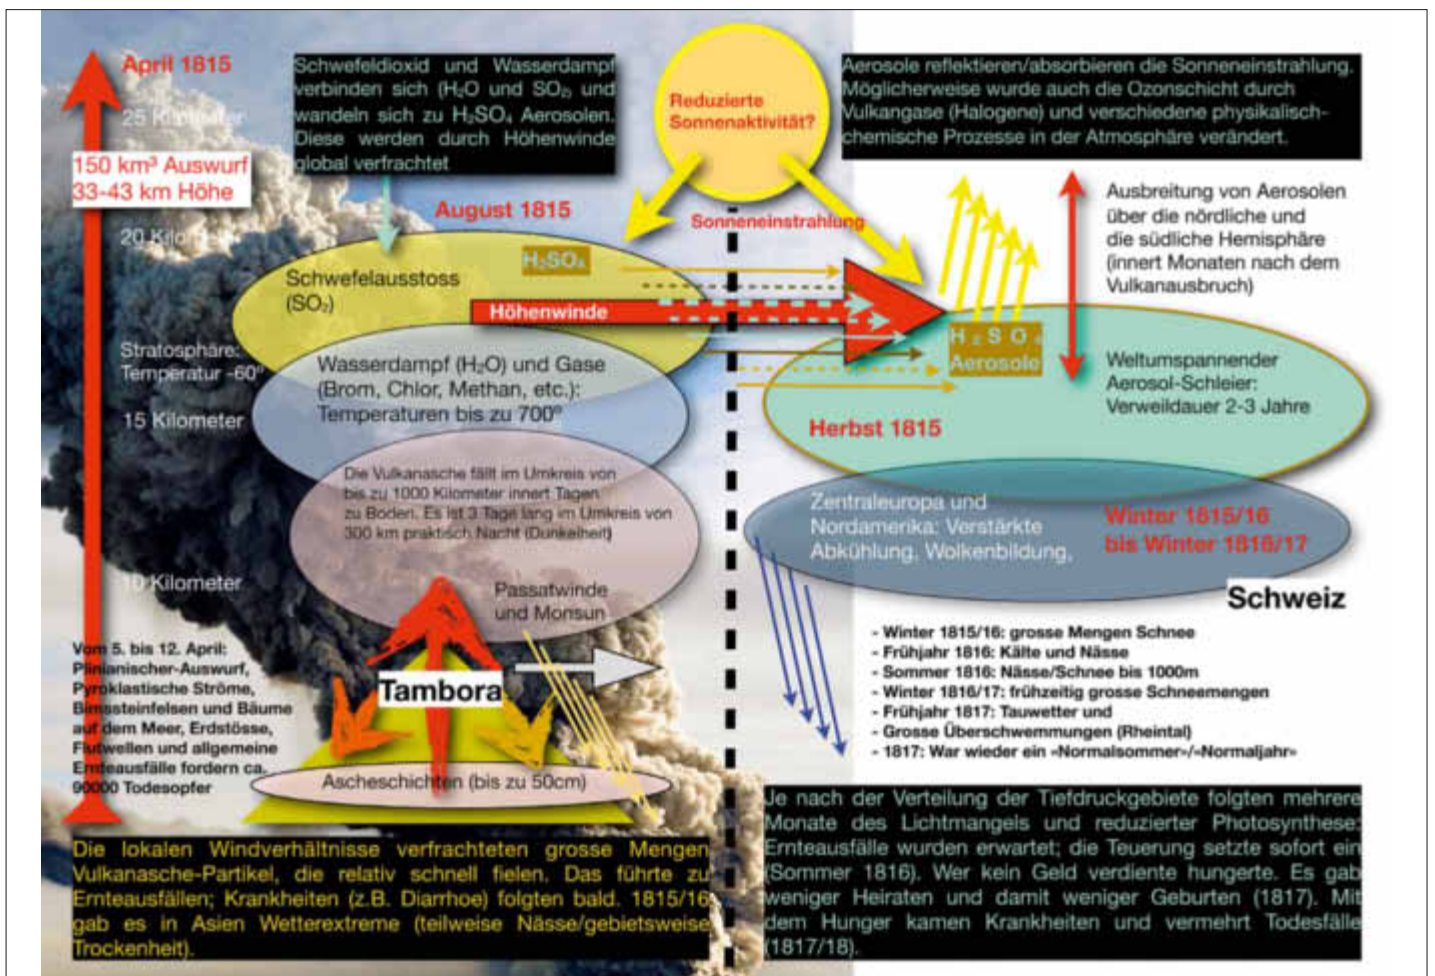 April 1815
25 Kilometer
150 km³ Auswurf
33-43 km Höhe
Stratosphäre:
Temperatur -60º
15 Kilometer
10 Kilometer
Vom 5. bis 12. April:
Plinianischer-Auswurf,
Pyroklastische Ströme,
Bimssteinfelsen und Bäume
auf dem Meer, Erdstösse,
Flutwellen und allgemeine
Ernteausfälle fordern ca.
90000 Todesopfer
Schwefeldioxid und Wasserdampf
verbinden sich (H₂O und SO₂) und
wandeln sich zu H₂SO₄ Aerosolen.
Diese werden durch Höhenwinde
global verfrachtet
August 1815
H₂SO₄
Schwefelausstoss
(SO₂)
Höhenwinde
Wasserdampf (H₂O) und Gase
(Brom, Chlor, Methan, etc.):
Temperaturen bis zu 700º
Die Vulkanasche fällt im Umkreis von
bis zu 1000 Kilometer innert Tagen
zu Boden. Es ist 3 Tage lang im Umkreis von
300 km praktisch Nacht (Dunkelheit)
Passatwinde
und Monsun
Tambora
Ascheschichten (bis zu 50cm)
Die lokalen Windverhältnisse verfrachteten grosse Mengen
Vulkanasche-Partikel, die relativ schnell fielen. Das führte zu
Ernteausfällen; Krankheiten (z.B. Diarrhoe) folgten bald. 1815/16
gab es in Asien Wetterextreme (teilweise Nässe/gebietsweise
Trockenheit).
Reduzierte
Sonnenaktivität?
Sonneneinstrahlung
Aerosole reflektieren/absorbieren die Sonneneinstrahlung.
Möglicherweise wurde auch die Ozonschicht durch
Vulkangase (Halogene) und verschiedene physikalisch-
chemische Prozesse in der Atmosphäre verändert.
Ausbreitung von Aerosolen
über die nördliche und
die südliche Hemisphäre
(innert Monaten nach dem
Vulkanausbruch)
H₂SO₄
Aerosole
Weltumspannender
Aerosol-Schleier:
Verweildauer 2-3 Jahre
Herbst 1815
Zentraleuropa und
Nordamerika: Verstärkte
Abkühlung, Wolkenbildung,
Winter 1815/16
bis Winter 1816/17
Schweiz
- Winter 1815/16: grosse Mengen Schnee
- Frühjahr 1816: Kälte und Nässe
- Sommer 1816: Nässe/Schnee bis 1000m
- Winter 1816/17: frühzeitig grosse Schneemengen
- Frühjahr 1817: Tauwetter und
- Grosse Überschwemmungen (Rheintal)
- 1817: War wieder ein «Normalsommer»/«Normaljahr»
Je nach der Verteilung der Tiefdruckgebiete folgten mehrere
Monate des Lichtmangels und reduzierter Photosynthese:
Ernteausfälle wurden erwartet; die Teuerung setzte sofort ein
(Sommer 1816). Wer kein Geld verdiente hungerte. Es gab
weniger Heiraten und damit weniger Geburten (1817). Mit
dem Hunger kamen Krankheiten und vermehrt Todesfälle
(1817/18).